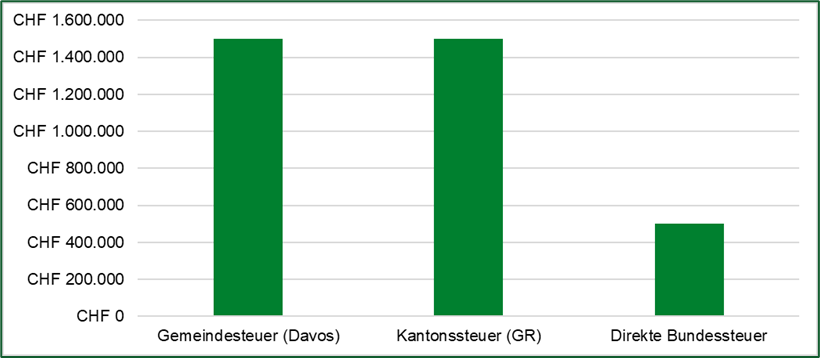 CHF 1.600.000
CHF 1.400.000
CHF 1.200.000
CHF 1.000.000
CHF 800.000
CHF 600.000
CHF 400.000
CHF 200.000
CHF 0
Gemeindesteuer (Davos) Kantonssteuer (GR) Direkte Bundessteuer